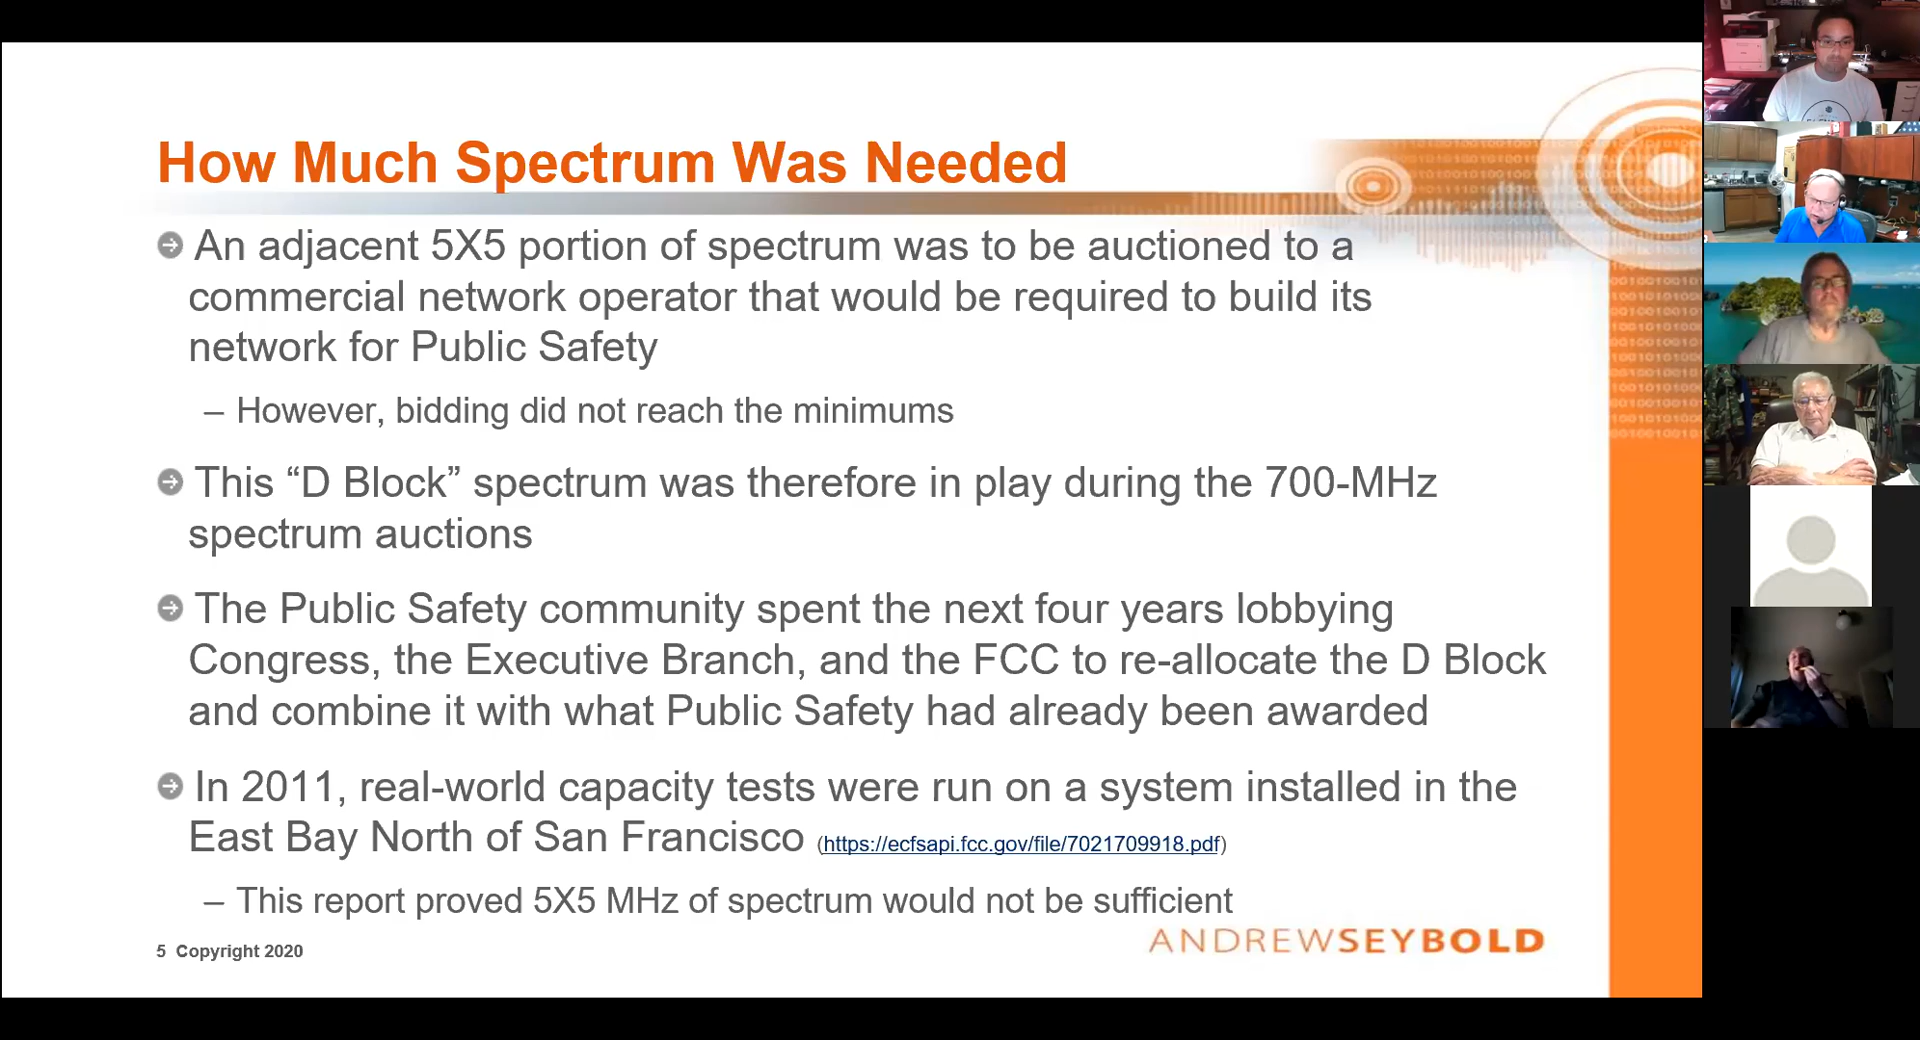 How Much Spectrum Was Needed
An adjacent 5X5 portion of spectrum was to be auctioned to a
commercial network operator that would be required to build its
network for Public Safety
– However, bidding did not reach the minimums
This “D Block” spectrum was therefore in play during the 700-MHz
spectrum auctions
The Public Safety community spent the next four years lobbying
Congress, the Executive Branch, and the FCC to re-allocate the D Block
and combine it with what Public Safety had already been awarded
In 2011, real-world capacity tests were run on a system installed in the
East Bay North of San Francisco (https://ecfsapi.fcc.gov/file/7021709918.pdf)
– This report proved 5X5 MHz of spectrum would not be sufficient
5 Copyright 2020
ANDREWSEYBOLD